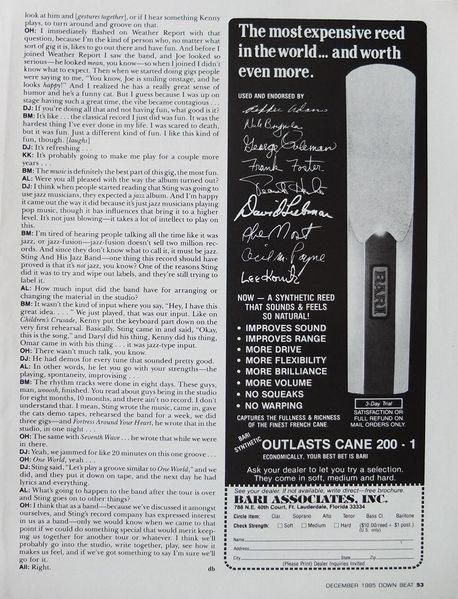 look at him and [gestures together], or if I hear something Kenny
plays, to turn around and groove on that.
OH: I immediately flashed on Weather Report with that
question, because I'm the kind of person who, no matter what
sort of gig it is, likes to go out there and have fun. And before I
joined Weather Report I saw the band, and Joe looked so
serious—he looked mean, you know—so when I joined I didn't
know what to expect. Then when we started doing gigs people
were saying to me, "You know, Joe is smiling onstage, and he
looks happy!" And I realized he has a really great sense of
humor and he's a funny cat. But I guess because I was up on
stage having such a great time, the vibe became contagious . . .
DJ: If you're doing all that and not having fun, what good is it?
BM: It's like . . . the classical record I just did was fun. It was the
hardest thing I've ever done in my life. I was scared to death,
but it was fun. Just a different kind of fun. I like this kind of
fun, though. [laugh]
DJ: It's refreshing . . .
KK: It's probably going to make me play for a couple more
years . . .
BM: The music is definitely the best part of this gig, the most fun.
AL: Were you all pleased with the way the album turned out?
DJ: I think when people started reading that Sting was going to
use jazz musicians, they expected a jazz album. And I'm happy
it came out the way it did because it's just jazz musicians playing
pop music, though it has influences that bring it to a higher
level. It's not just blowing—it takes a lot of intellect to play on
this.
BM: I'm tired of hearing people talking all the time like it was
jazz, or jazz-fusion—jazz-fusion doesn't sell two million rec-
ords. And since they don't know what to call it, it must be jazz.
Sting And His Jazz Band—one thing this record should have
proved is that it's not jazz, you know? One of the reasons Sting
did it was to try and wipe out labels, and they're still trying to
label it.
AL: How much input did the band have for arranging or
changing the material in the studio?
BM: It wasn't the kind of input where you say, "Hey, I have this
great idea. . . . " We just played, that was our input. Like on
Children's Crusade, Kenny put the keyboard part down on the
very first rehearsal. Basically, Sting came in and said, "Okay,
this is the song," and Daryl did his thing, Kenny did his thing,
Omar came in with his thing . . . it was jazz-type input.
OH: There wasn't much talk, you know.
DJ: He had demos for every tune that sounded pretty good.
AL: In other words, he let you go with your strengths—the
playing, spontaneity, improvising . . .
BM: The rhythm tracks were done in eight days. These guys,
man, wooosh, finished. You read about guys being in the studio
for eight months, 10 months, and there ain't no record. I don't
understand that. I mean, Sting wrote the music, came in, gave
the cats demo tapes, rehearsed the band for a week, we did
three gigs—and Fortress Around Your Heart, he wrote that in the
studio, in one night . . .
OH: The same with Seventh Wave . . . he wrote that while we were
in there.
DJ: Yeah, we jammed for like 20 minutes on this one groove . . .
OH: One World, yeah . . .
DJ: Sting said, "Let's play a groove similar to 'One World,' and we
did, and they put it down on tape, and the next day he had
lyrics and everything.
AL: What's going to happen to the band after the tour is over
and Sting goes on to other things?
OH: I think that as a band—because we've discussed it amongst
ourselves, and Sting's record company has expressed interest
in us as a band—only we would know when we came to that
point if we could do something special that would merit keep-
ing us together for another tour or whatever. I think we'll
probably go into the studio, write together, play, see how it
makes us feel, and if we've got something to say I'm sure we'll
go for it.
All: Right. db
The most expensive reed
in the world... and worth
even more.
USED AND ENDORSED BY
Pepper Adams
Nick Brignola
George Coleman
Frank Foster
David Liebman
Cecil M. Payne
Lee Konitz
BARI
NOW — A SYNTHETIC REED
THAT SOUNDS & FEELS
SO NATURAL!
• IMPROVES SOUND
• IMPROVES RANGE
• MORE DRIVE
• MORE FLEXIBILITY
• MORE BRILLIANCE
• MORE VOLUME
• NO SQUEAKS
• NO WARPING
3-Day Trial
SATISFACTION OR
FULL REFUND ON
MAIL ORDERS ONLY.
CAPTURES THE FULLNESS & RICHNESS
OF THE FINEST FRENCH CANE.
BARI
SYNTHETIC
OUTLASTS CANE 200 - 1
ECONOMICALLY, YOUR BEST BET IS BARI
Ask your dealer to let you try a selection.
They come in soft, medium and hard.
See your dealer. If not available, write direct—free brochure.
BARI ASSOCIATES, INC.
788 N.E. 40th Court, Ft. Lauderdale, Florida 33334
Circle Item: Clar. Soprano Alto Tenor Bass Cl. Baritone
Check Strength: Soft Medium Hard ($10.00/reed + $1 post.)
(U.S. Only)
Name
Address
City State Zip
(Please Print) Dealer Inquiries Invited
DECEMBER 1985 DOWN BEAT 53